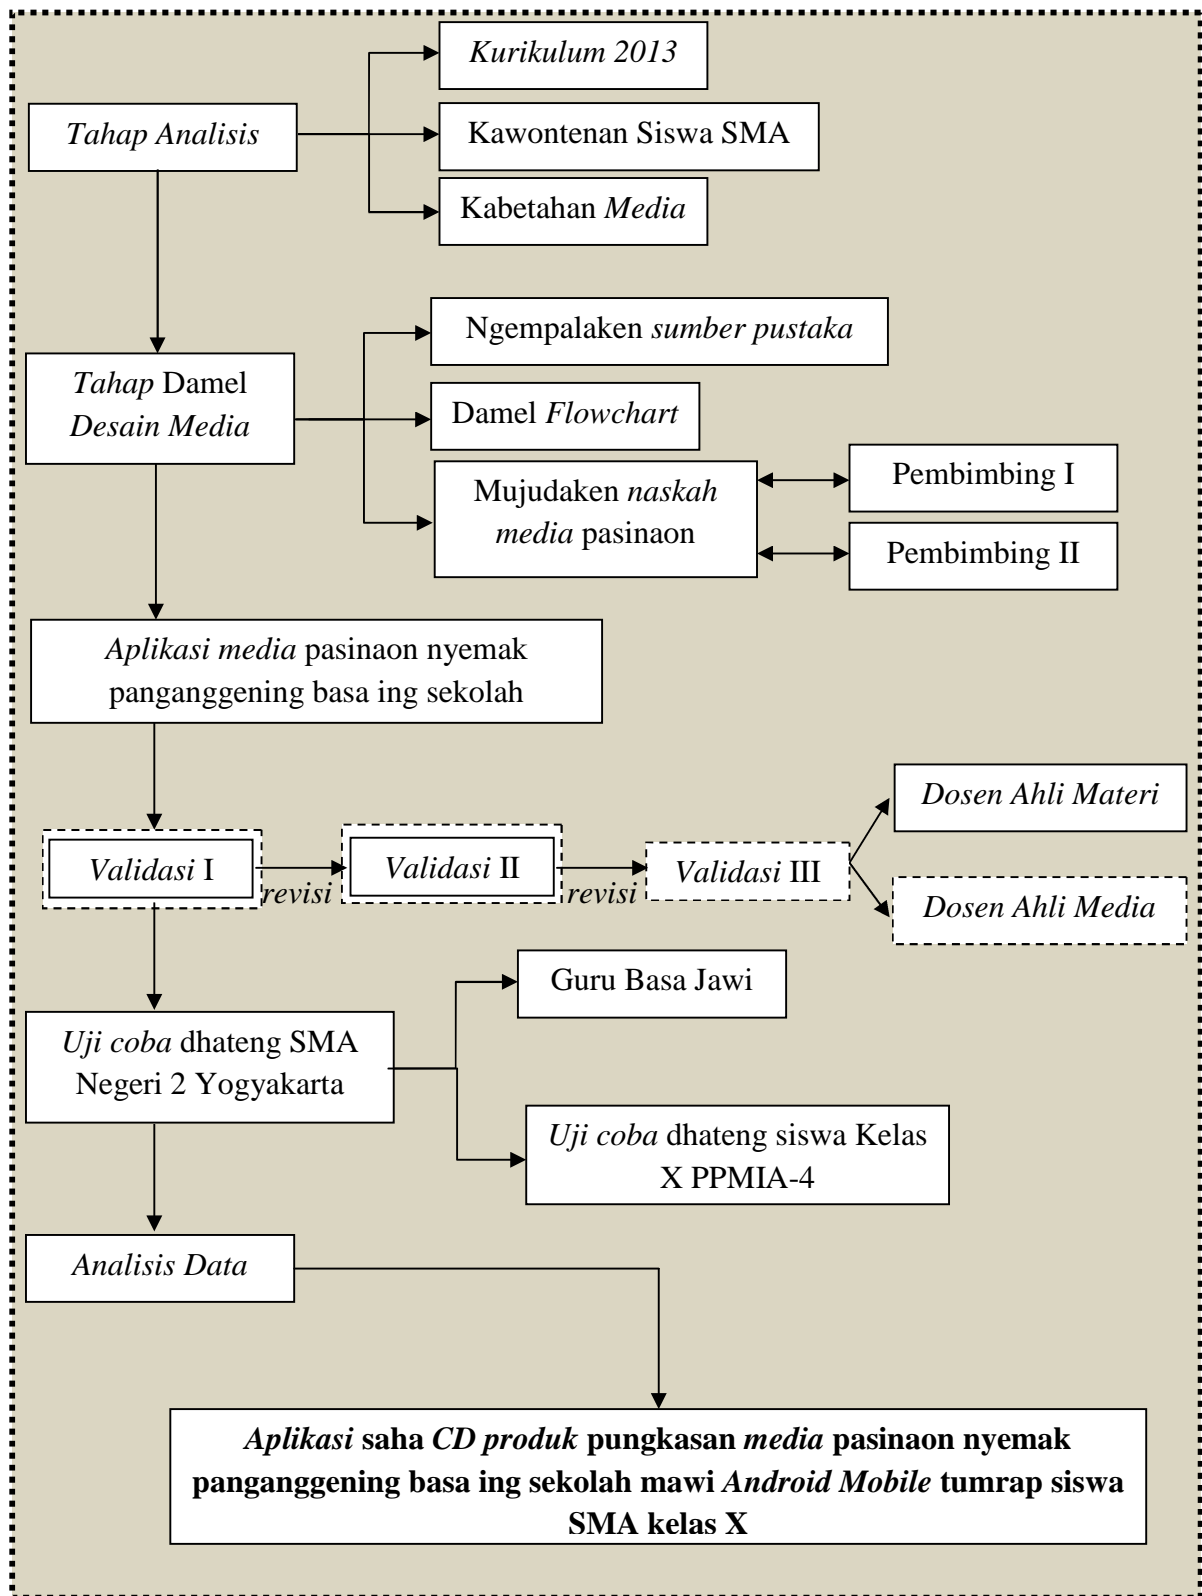 Kurikulum 2013
Tahap Analisis
Kawontenan Siswa SMA
Kabetahan Media
Ngempalaken sumber pustaka
Tahap Damel
Desain Media
Damel Flowchart
Mujudaken naskah
media pasinaon
Pembimbing I
Pembimbing II
Aplikasi media pasinaon nyemak
panganggening basa ing sekolah
Dosen Ahli Materi
Validasi I
revisi
Validasi II
revisi
Validasi III
Dosen Ahli Media
Guru Basa Jawi
Uji coba dhateng SMA
Negeri 2 Yogyakarta
Uji coba dhateng siswa Kelas
X PPMIA-4
Analisis Data
Aplikasi saha CD produk pungkasan media pasinaon nyemak
panganggening basa ing sekolah mawi Android Mobile tumrap siswa
SMA kelas X